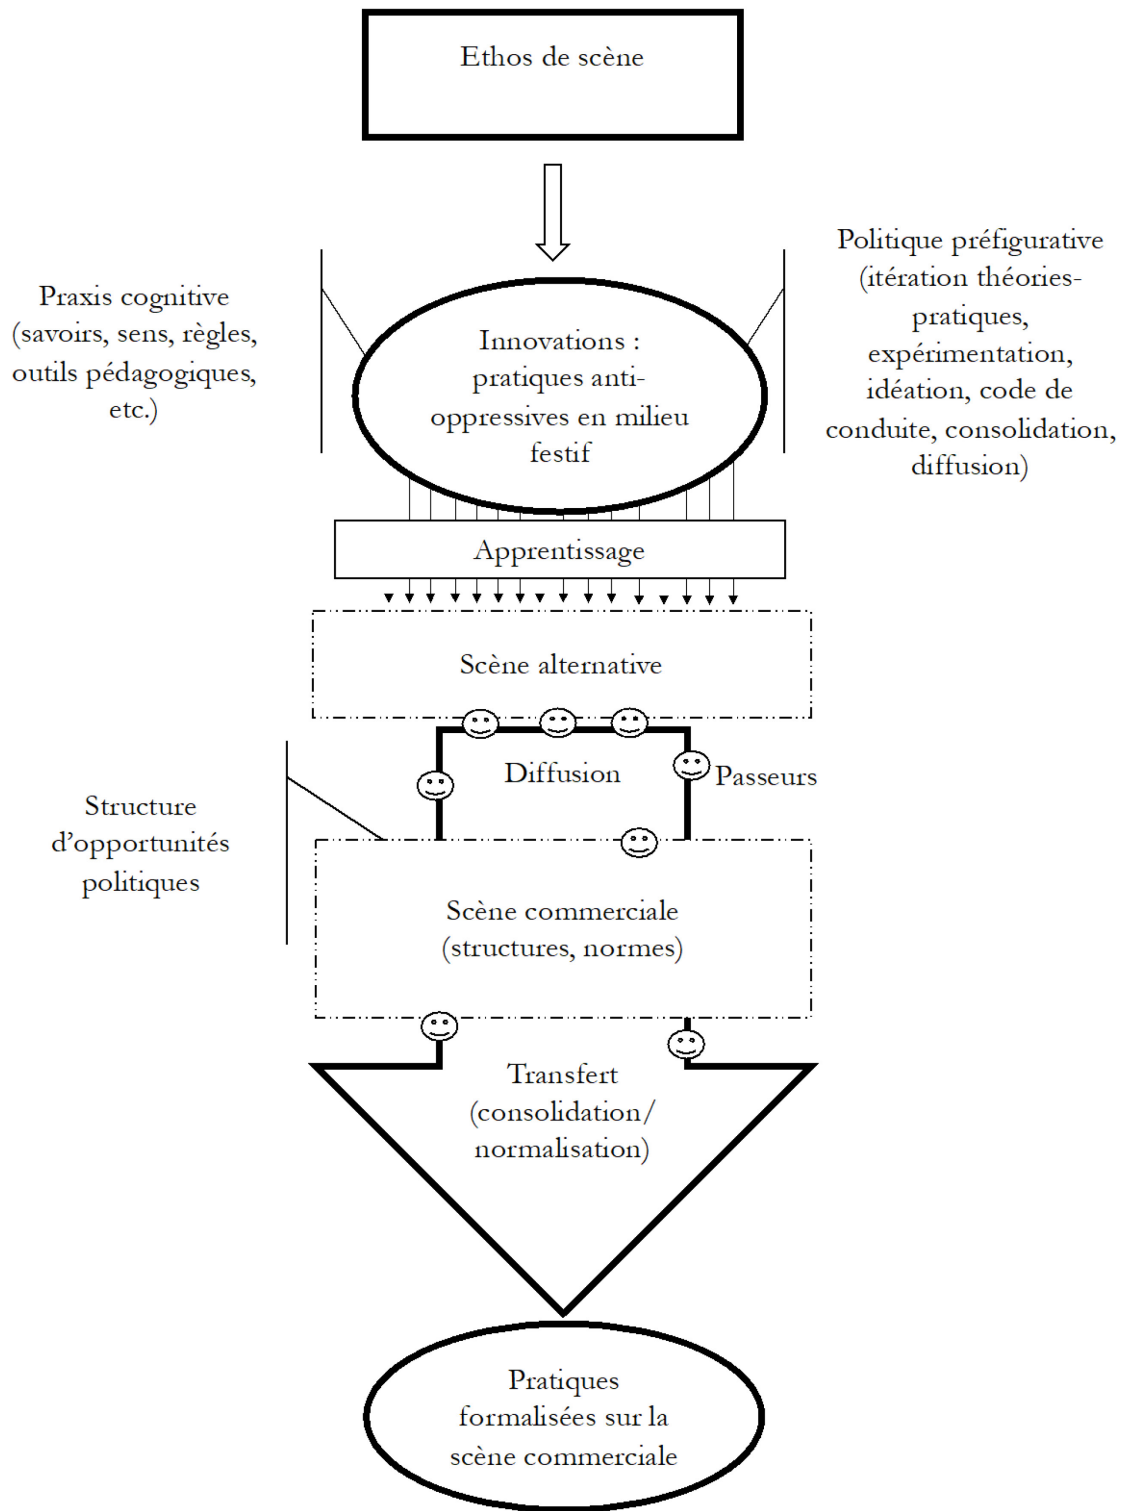 Ethos de scène
Praxis cognitive
(savoirs, sens, règles,
outils pédagogiques,
etc.)
Innovations :
pratiques anti-
oppressives en milieu
festif
Politique préfigurative
(itération théories-
pratiques,
expérimentation,
idéation, code de
conduite, consolidation,
diffusion)
Apprentissage
Scène alternative
Diffusion
Passeurs
Structure
d’opportunités
politiques
Scène commerciale
(structures, normes)
Transfert
(consolidation/
normalisation)
Pratiques
formalisées sur la
scène commerciale